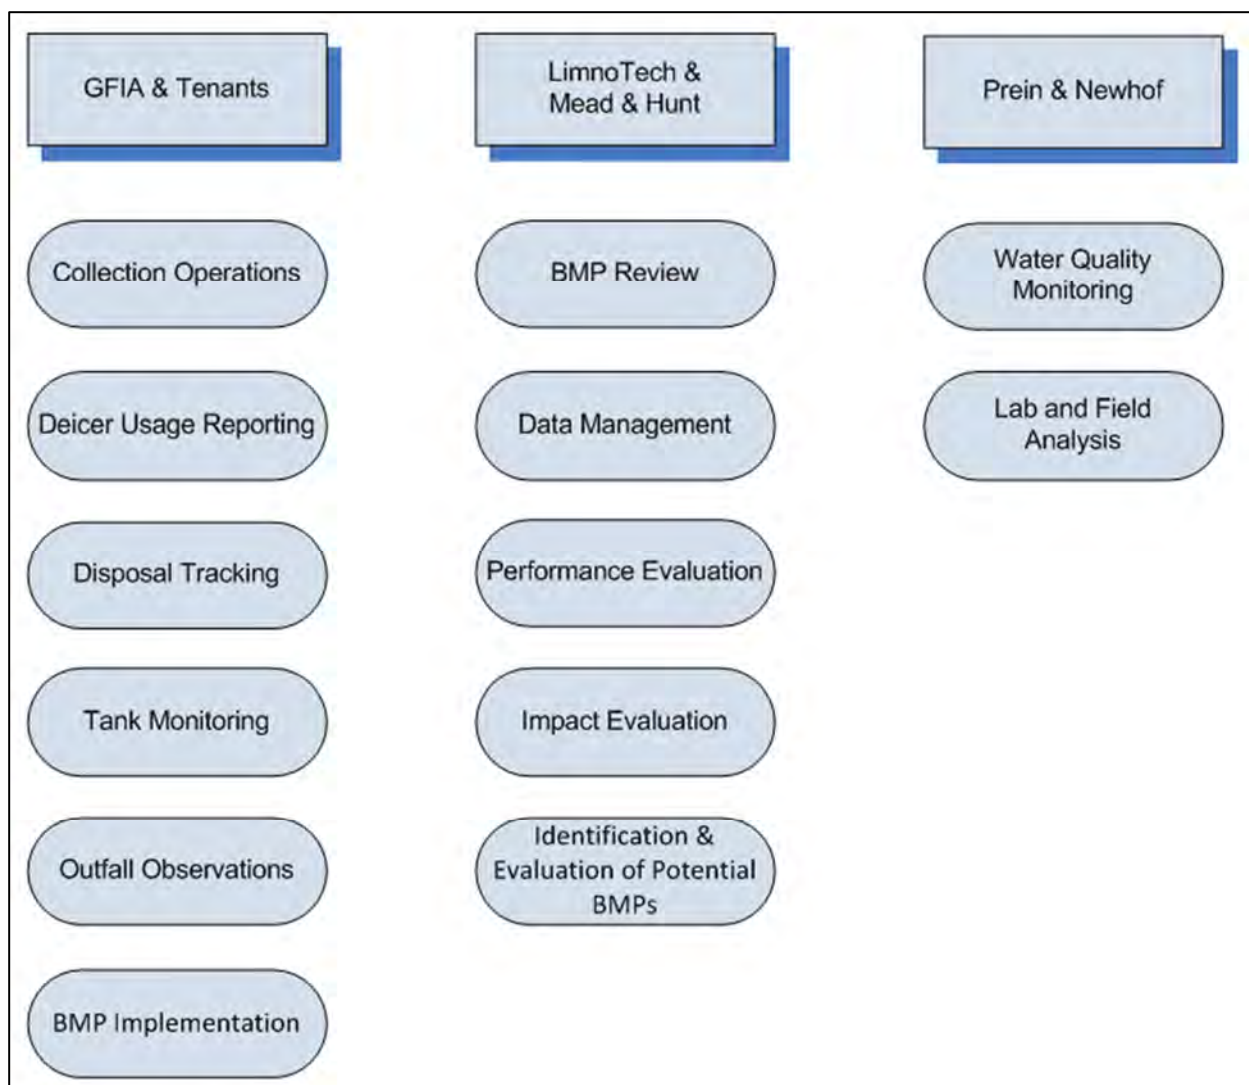 GFIA & Tenants
Collection Operations
Deicer Usage Reporting
Disposal Tracking
Tank Monitoring
Outfall Observations
BMP Implementation
LimnoTech &
Mead & Hunt
BMP Review
Data Management
Performance Evaluation
Impact Evaluation
Identification &
Evaluation of Potential
BMPs
Prein & Newhof
Water Quality
Monitoring
Lab and Field
Analysis